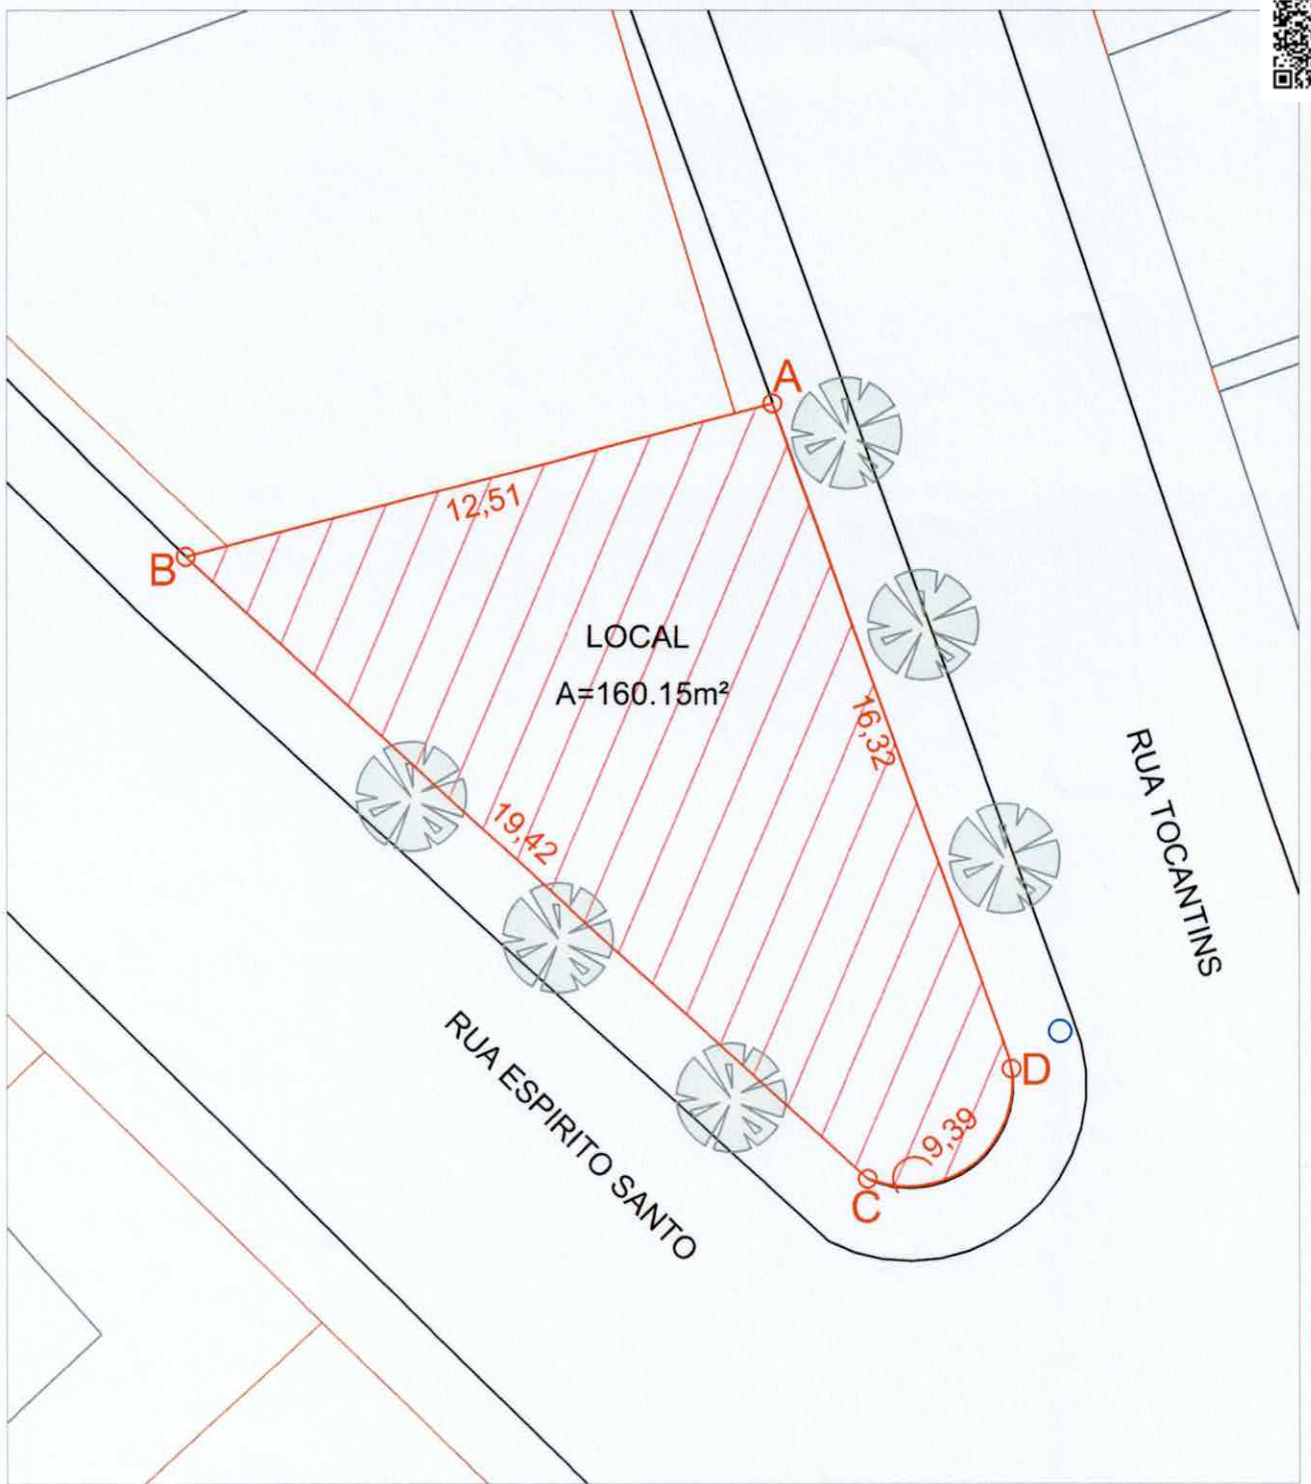 A
12,51
B
LOCAL
A=160.15m²
16,32
RUA TOCANTINS
19,42
RUA ESPIRITO SANTO
D
9,39
C